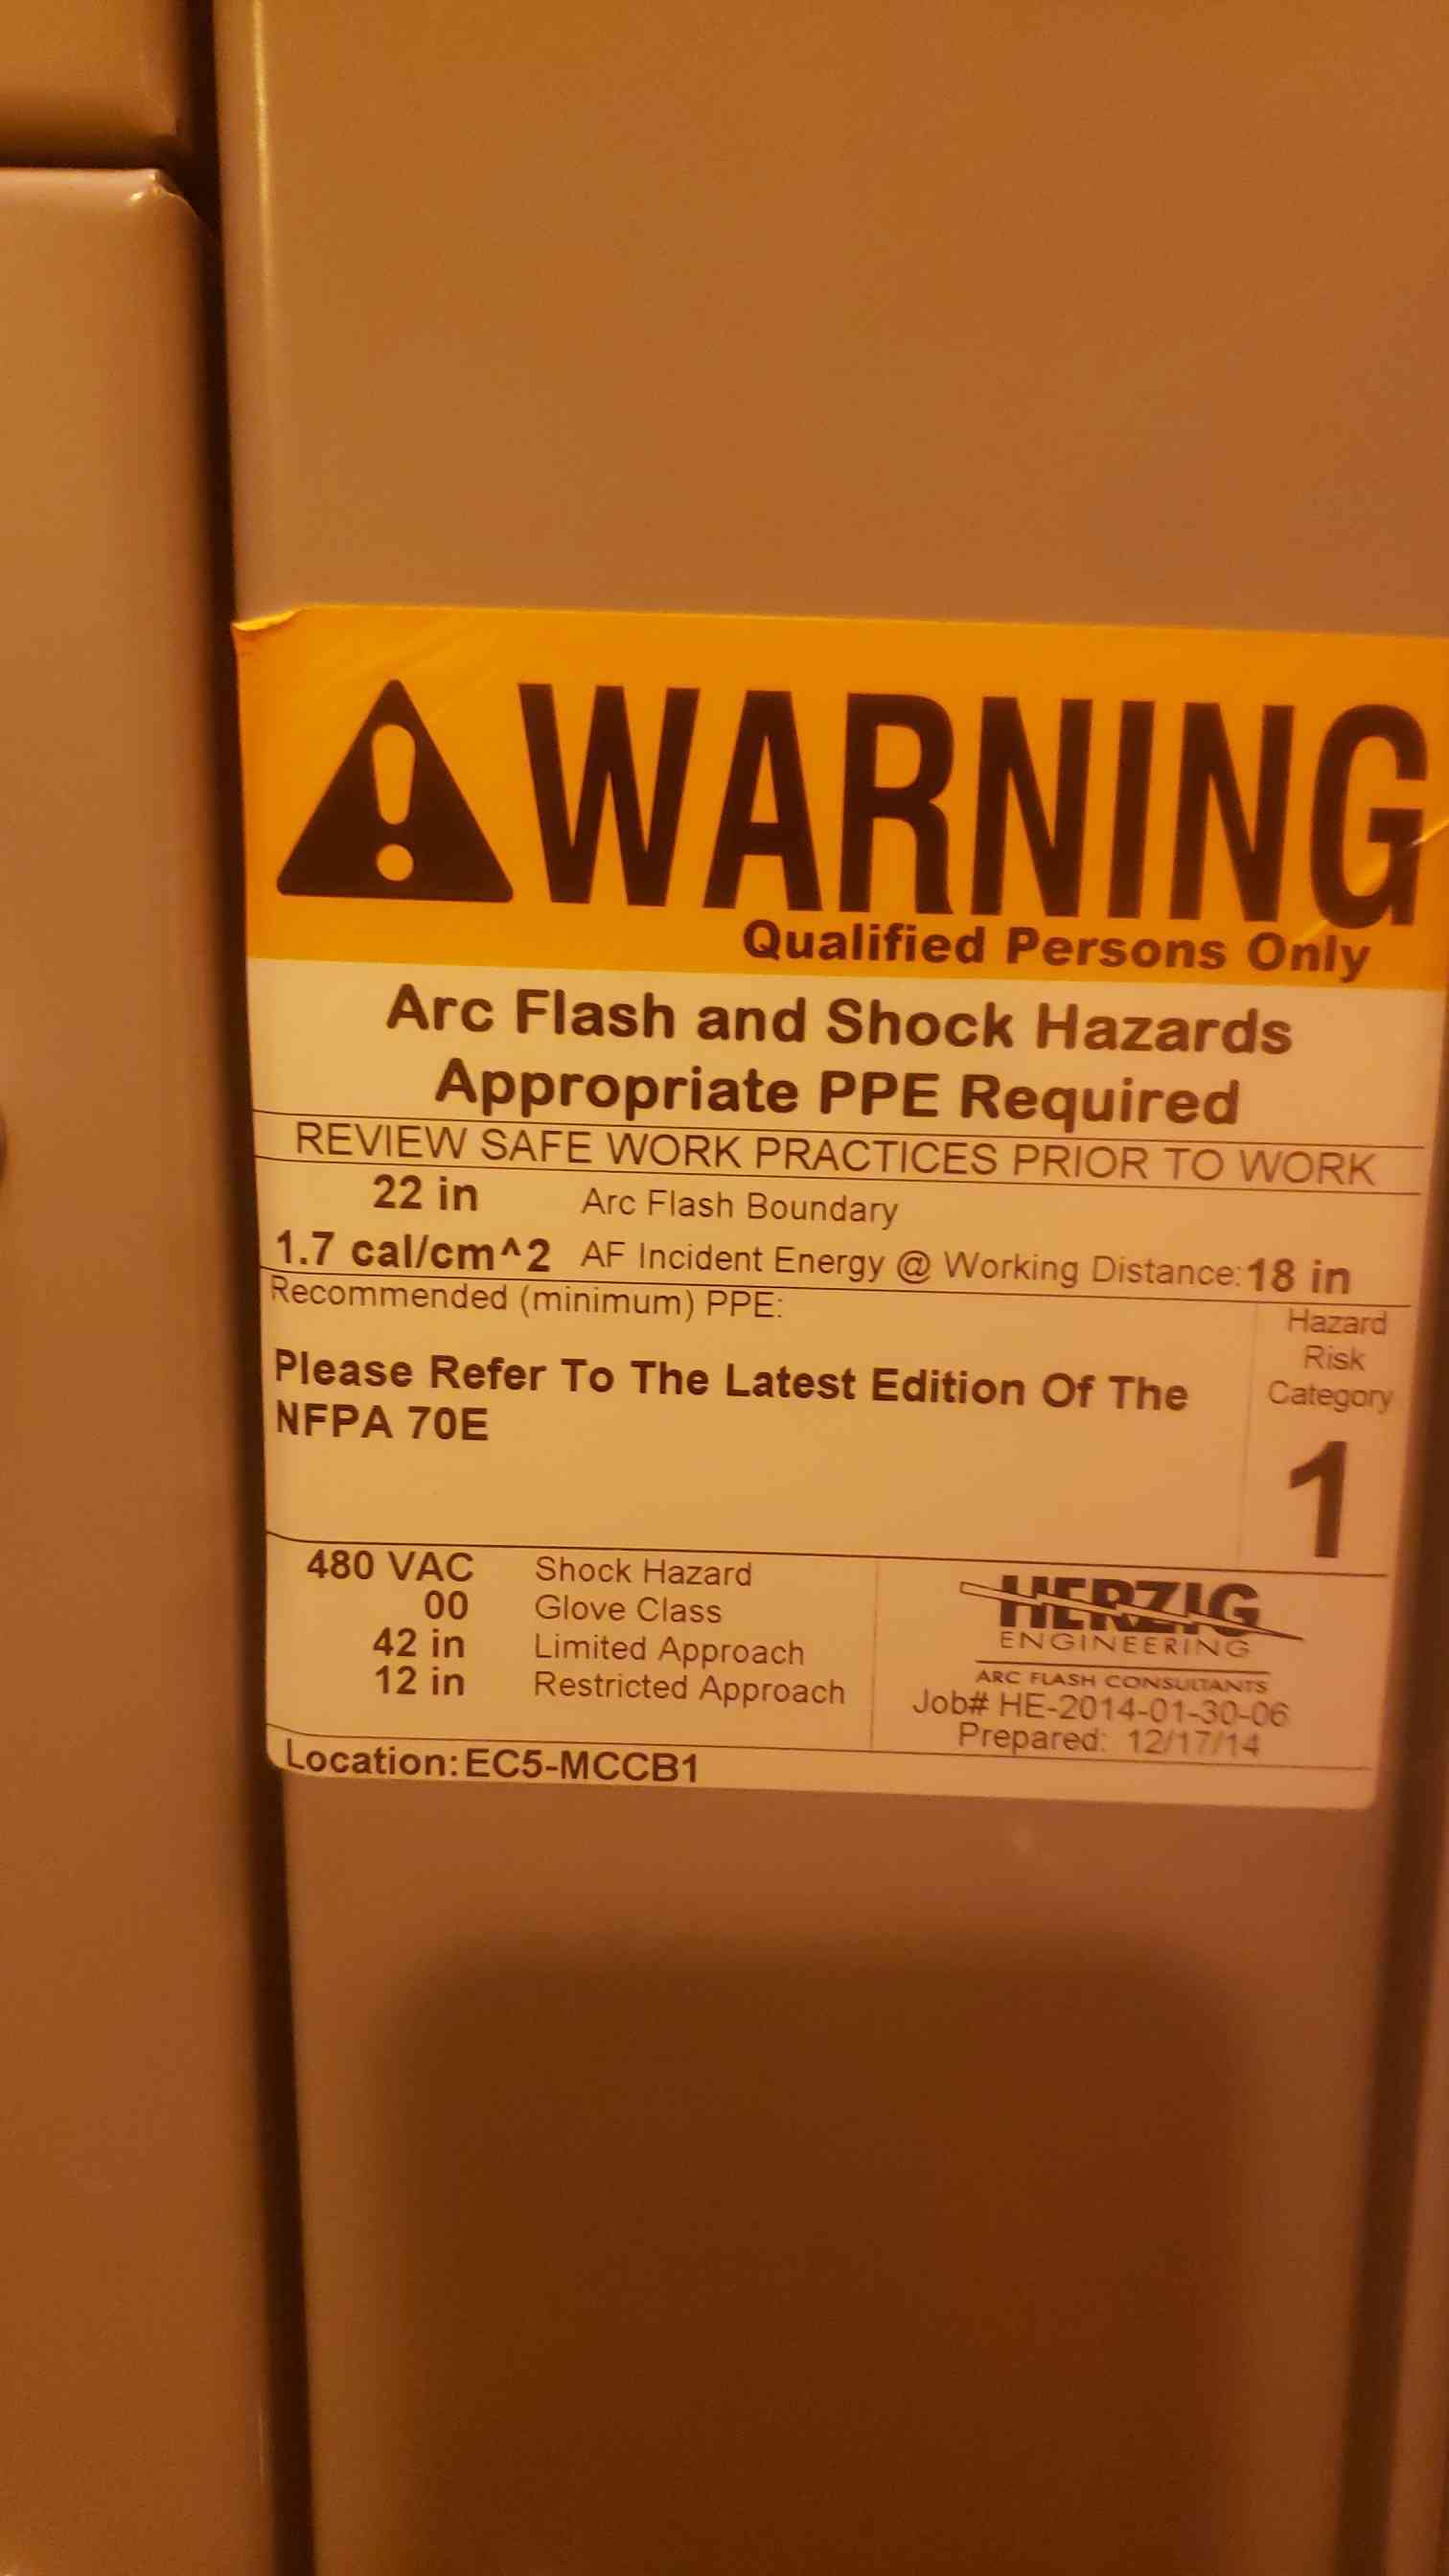 WARNING
Qualified Persons Only
Arc Flash and Shock Hazards
Appropriate PPE Required
REVIEW SAFE WORK PRACTICES PRIOR TO WORK
22 in Arc Flash Boundary
1.7 cal/cm^2 AF Incident Energy @ Working Distance: 18 in
Recommended (minimum) PPE:
Please Refer To The Latest Edition Of The
NFPA 70E
Hazard
Risk
Category
1
480 VAC Shock Hazard
00 Glove Class
42 in Limited Approach
12 in Restricted Approach
HERZIG
ENGINEERING
ARC FLASH CONSULTANTS
Job# HE-2014-01-30-06
Prepared: 12/17/14
Location: EC5-MCCB1